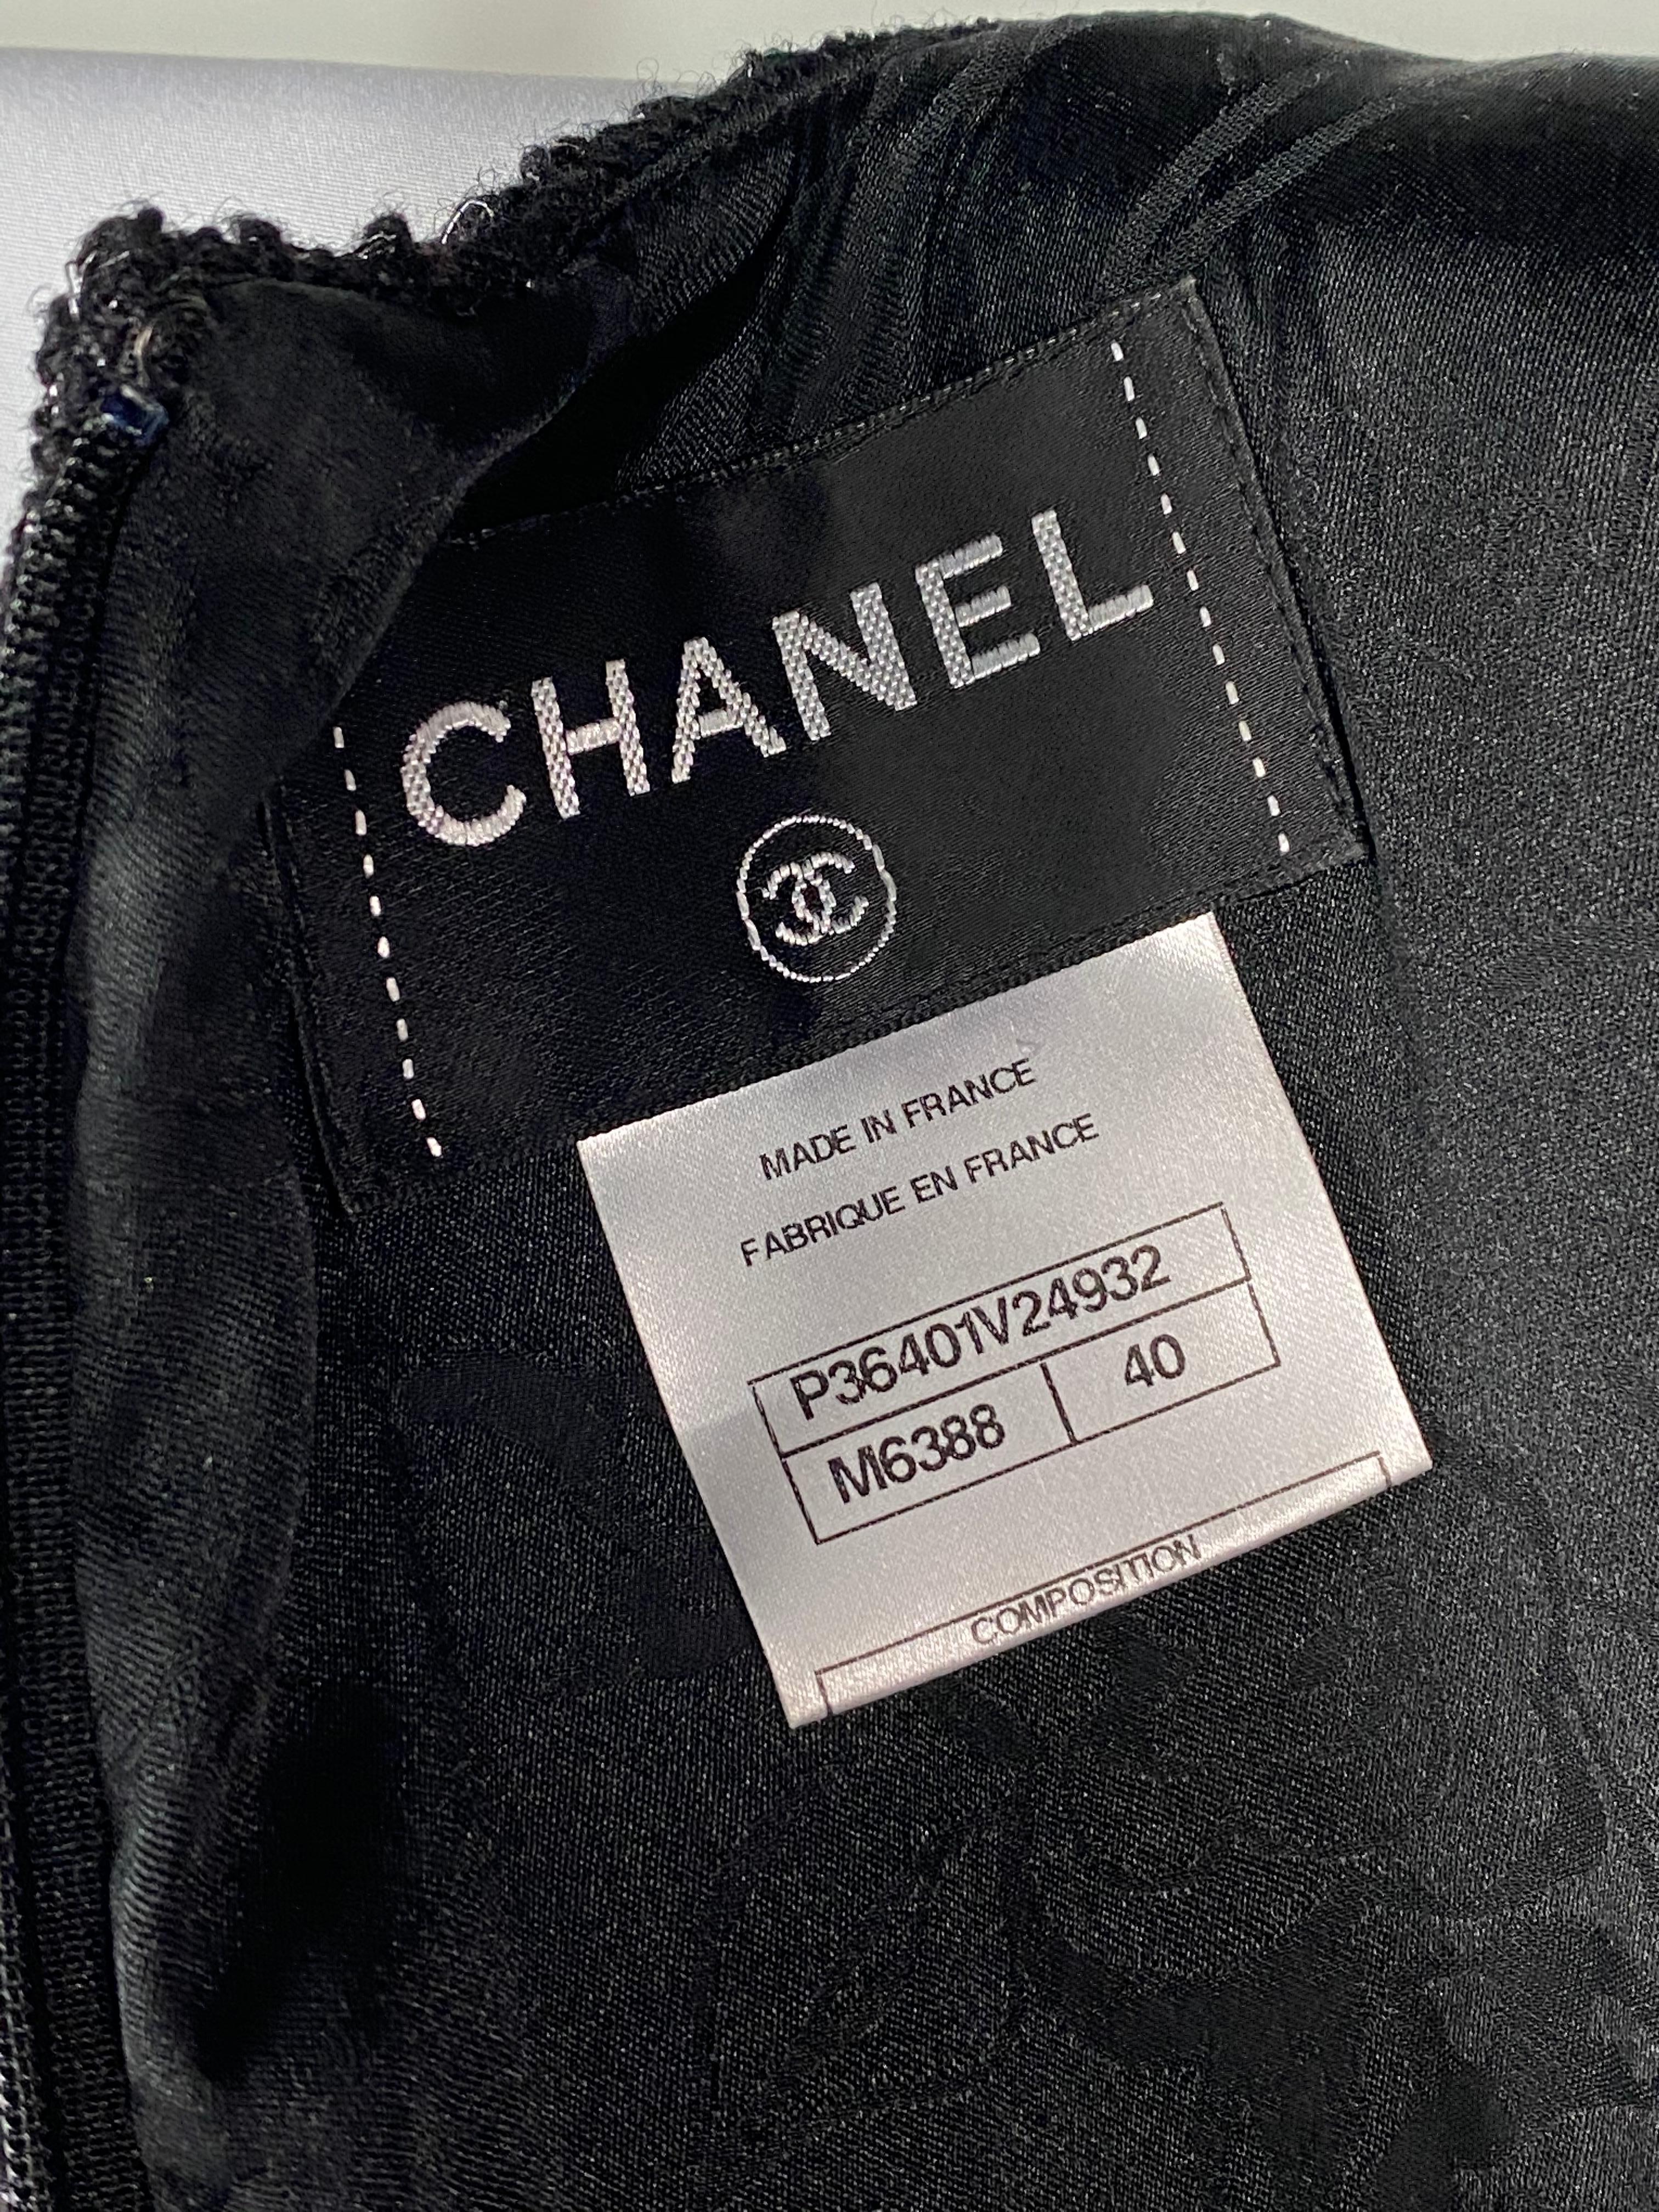 CHANEL
MADE IN FRANCE
FABRIQUE EN FRANCE
P36401V24932
M6388 40
COMPOSITION